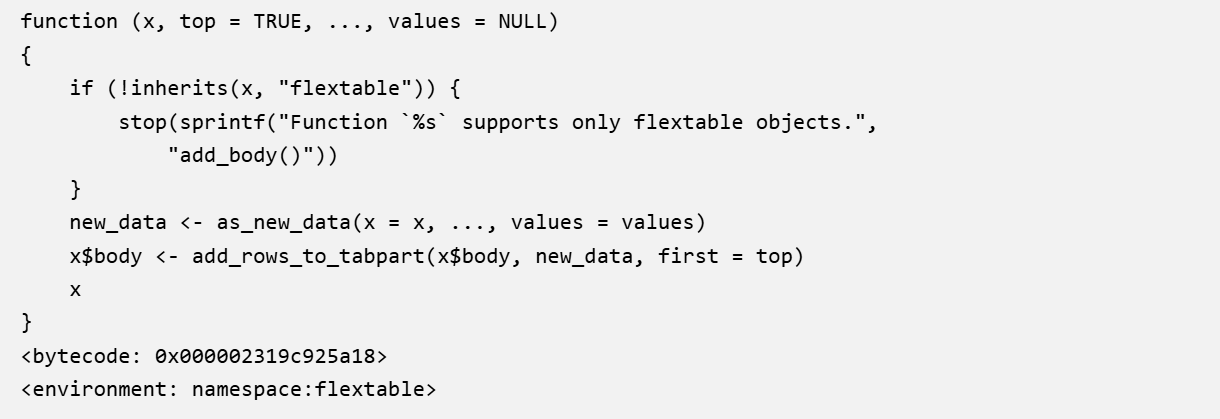 function (x, top = TRUE, ..., values = NULL)
{
    if (!inherits(x, "flextable")) {
        stop(sprintf("Function `%s` supports only flextable objects.",
            "add_body()"))
    }
    new_data <- as_new_data(x = x, ..., values = values)
    x$body <- add_rows_to_tabpart(x$body, new_data, first = top)
    x
}
<bytecode: 0x000002319c925a18>
<environment: namespace:flextable>